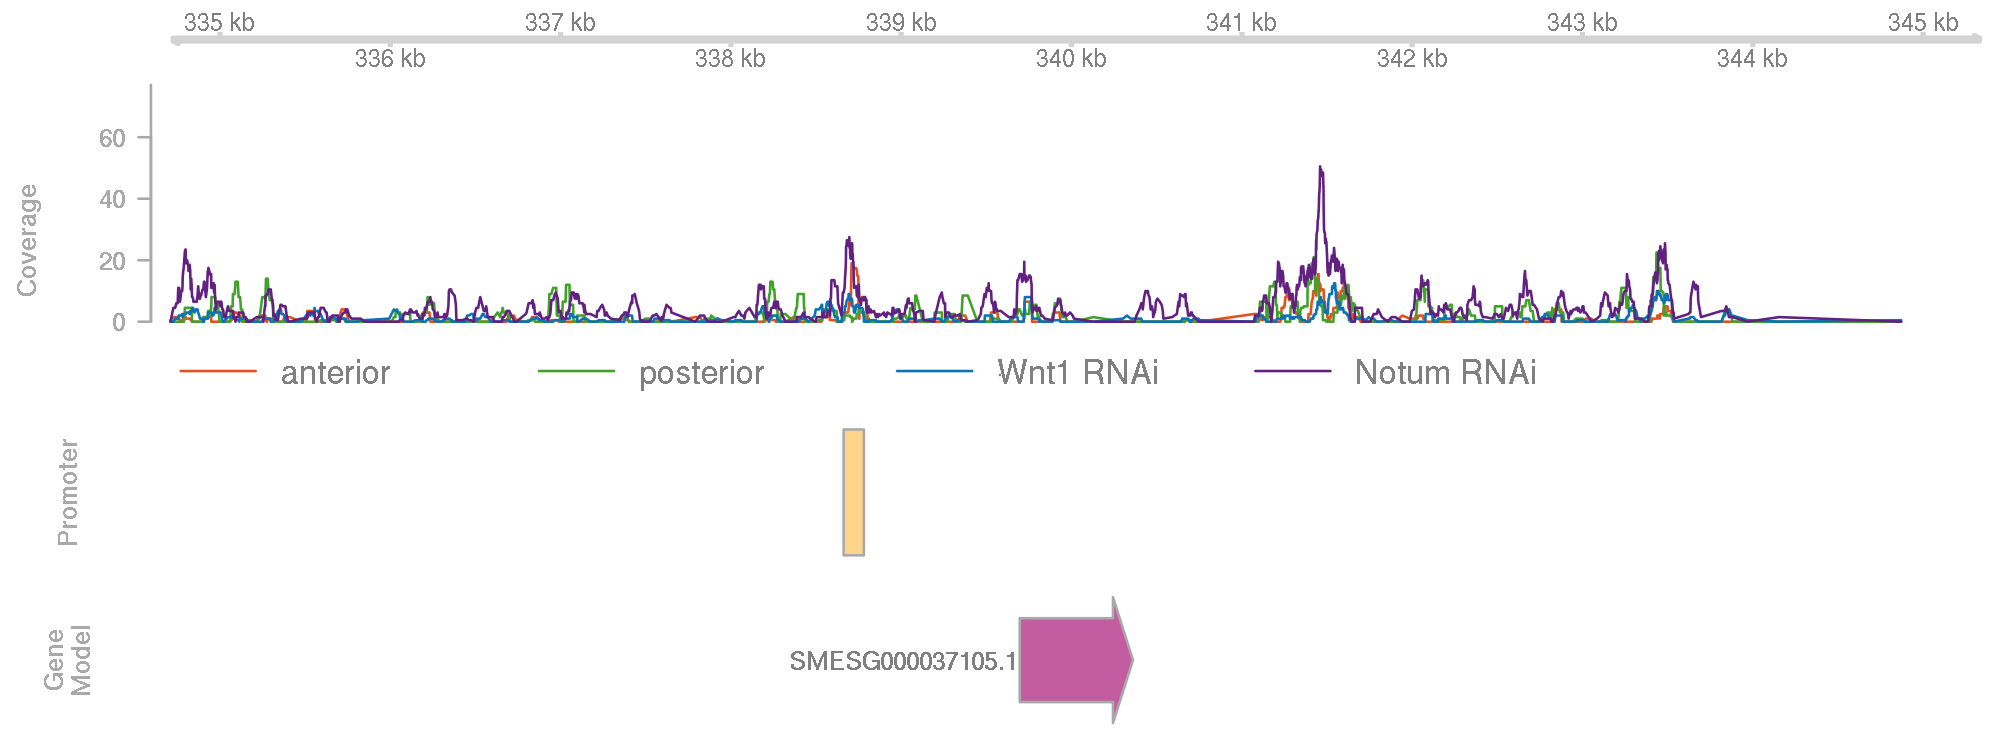 335 kb 337 kb 339 kb 341 kb 343 kb 345 kb
336 kb 338 kb 340 kb 342 kb 344 kb
Coverage
60
40
20
0
anterior posterior Wnt1 RNAi Notum RNAi
Promoter
0
Gene
Model
SMESG000037105.1